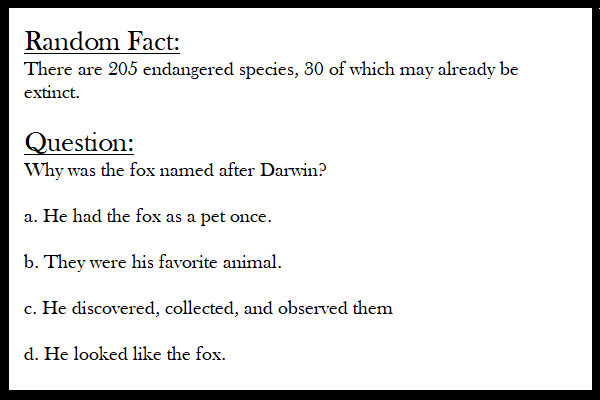 Random Fact:
There are 205 endangered species, 30 of which may already be
extinct.
Question:
Why was the fox named after Darwin?
a. He had the fox as a pet once.
b. They were his favorite animal.
c. He discovered, collected, and observed them
d. He looked like the fox.